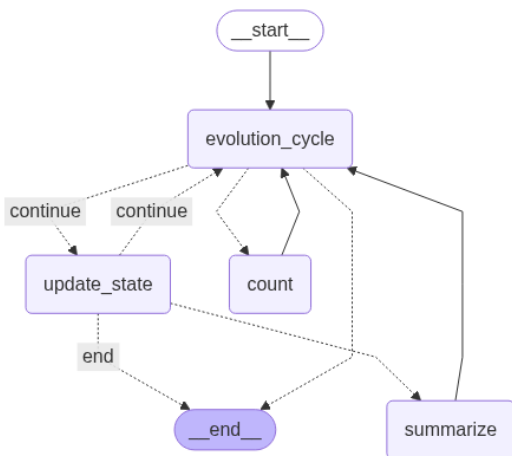 __start__
evolution_cycle
continue
continue
update_state
count
end
__end__
summarize